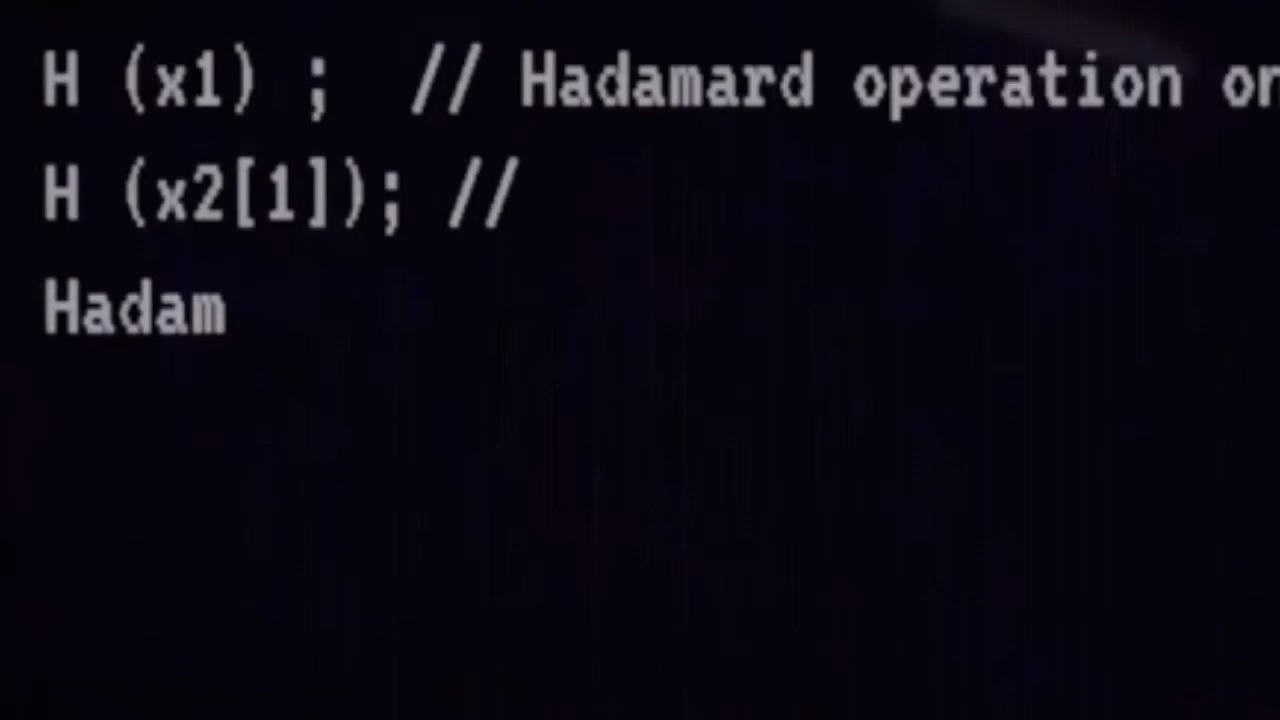 H (x1) ;  // Hadamard operation on
H (x2[1]); //
Hadam